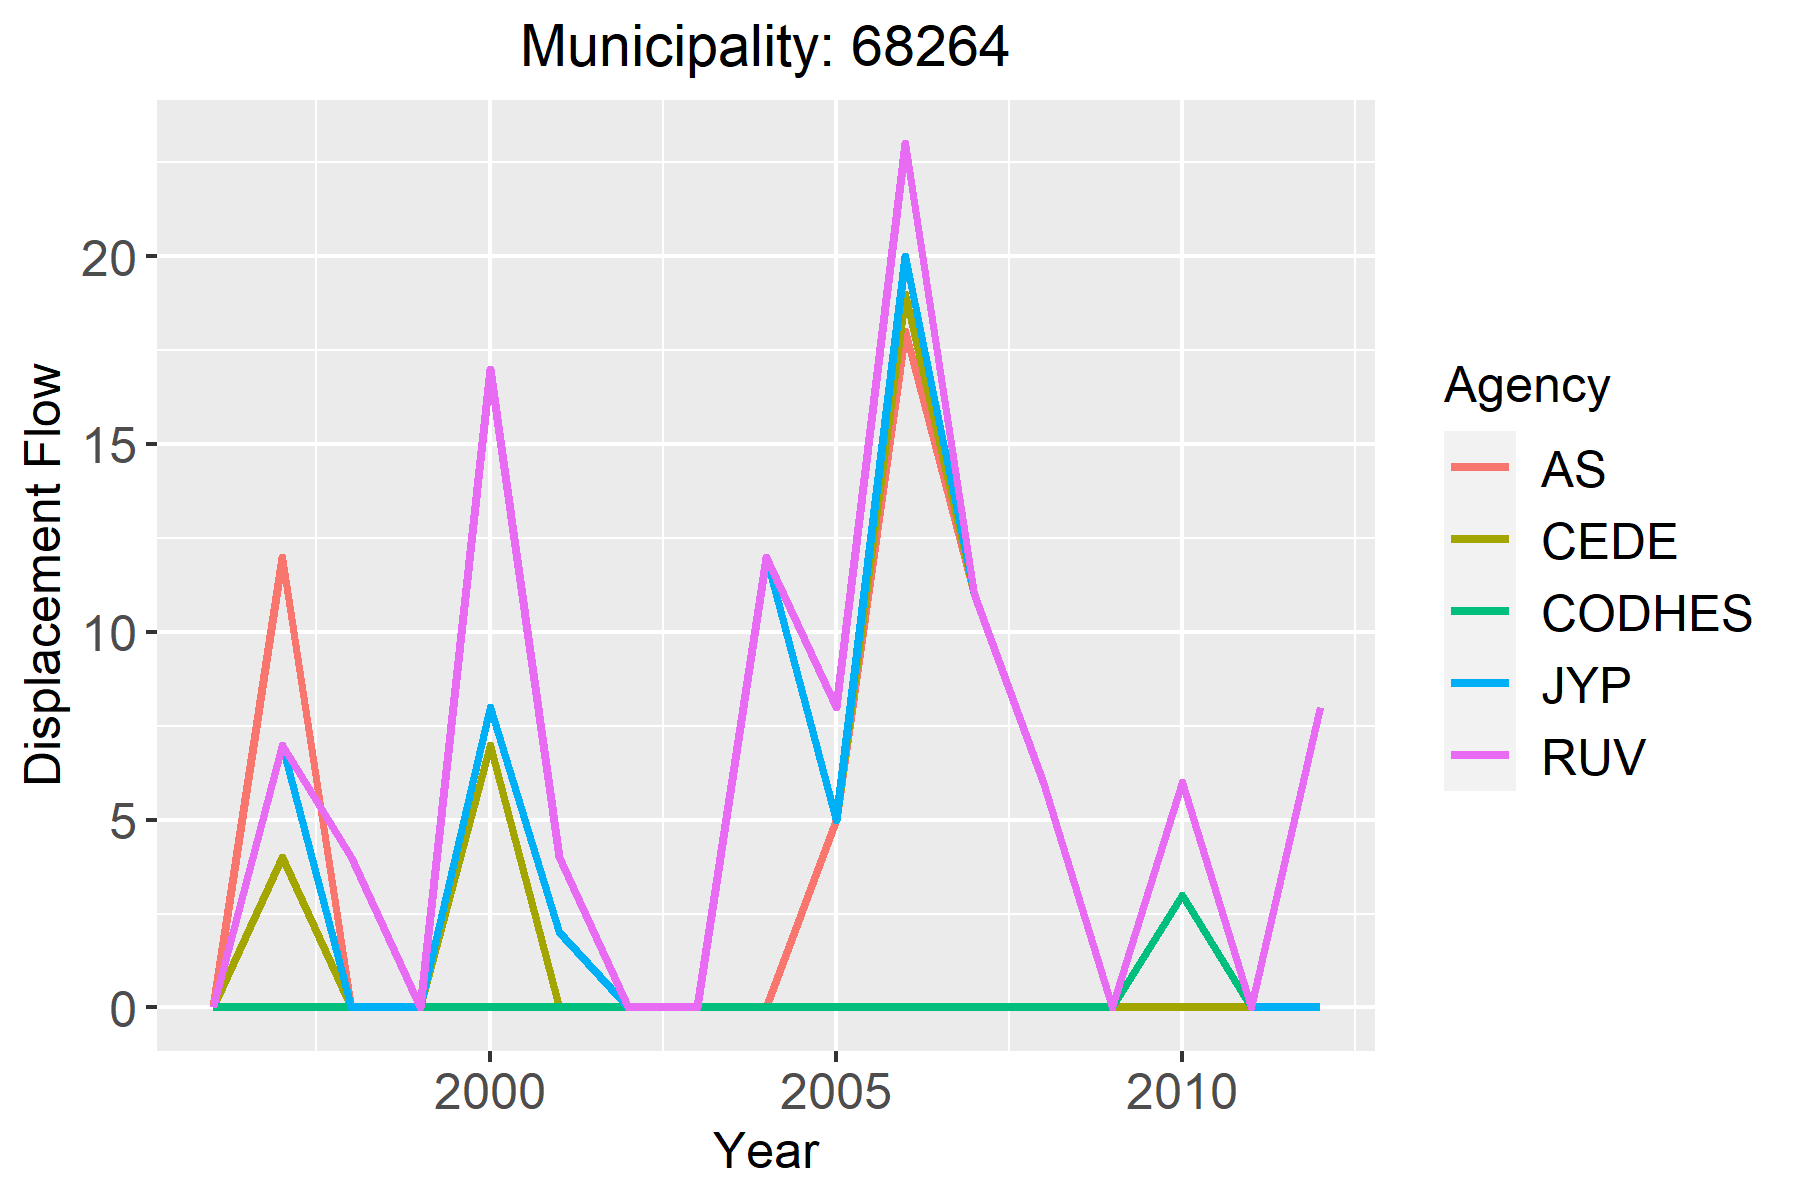 Municipality: 68264
Displacement Flow
20
15
10
5
0
2000 2005 2010
Year
Agency
AS
CEDE
CODHES
JYP
RUV